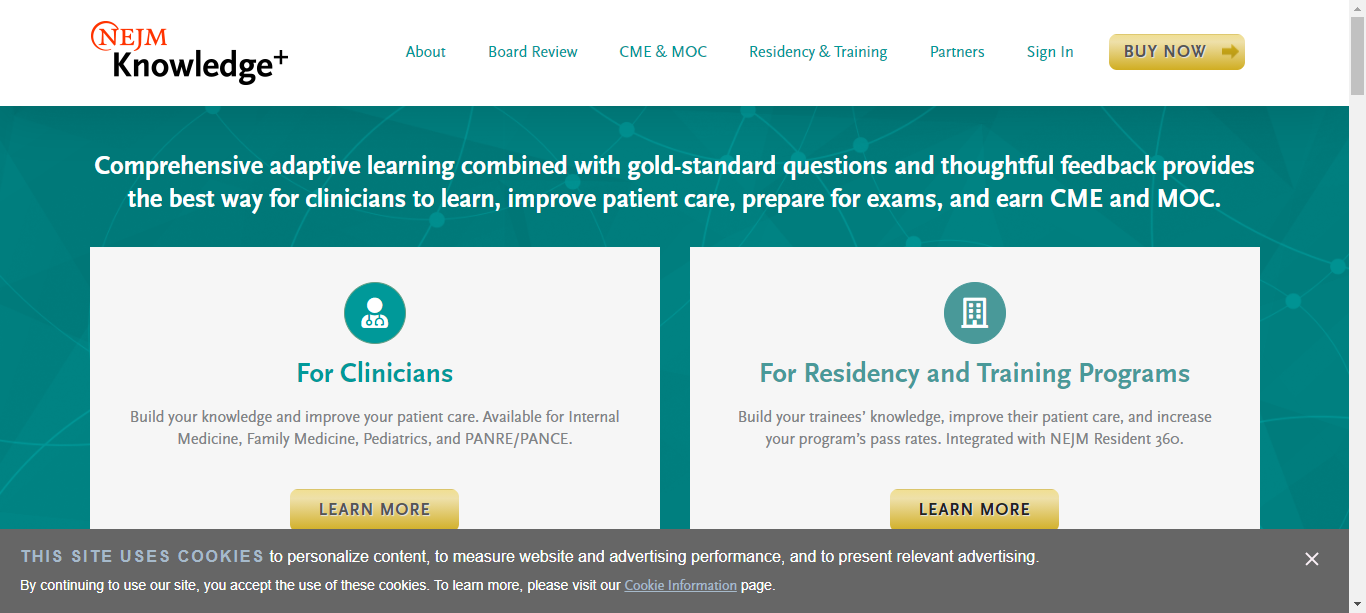 NEJM
Knowledge+
About
Board Review
CME & MOC
Residency & Training
Partners
Sign In
BUY NOW
Comprehensive adaptive learning combined with gold-standard questions and thoughtful feedback provides
the best way for clinicians to learn, improve patient care, prepare for exams, and earn CME and MOC.
For Clinicians
Build your knowledge and improve your patient care. Available for Internal
Medicine, Family Medicine, Pediatrics, and PANRE/PANCE.
LEARN MORE
For Residency and Training Programs
Build your trainees’ knowledge, improve their patient care, and increase
your program’s pass rates. Integrated with NEJM Resident 360.
LEARN MORE
THIS SITE USES COOKIES to personalize content, to measure website and advertising performance, and to present relevant advertising.
By continuing to use our site, you accept the use of these cookies. To learn more, please visit our Cookie Information page.